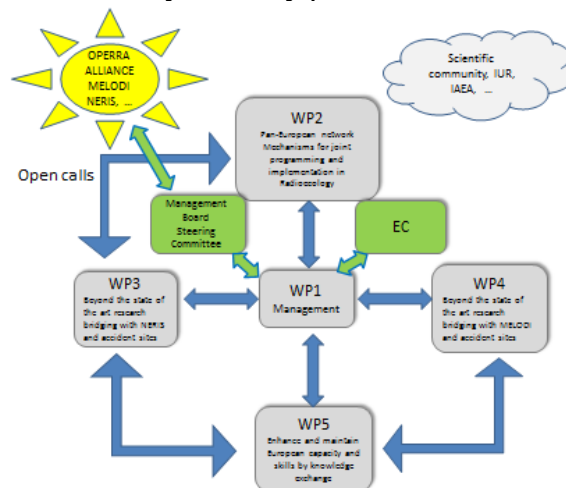 OPERRA
ALLIANCE
MELODI
NERIS, ...
Scientific
community, IUR,
IAEA, ...
WP2
Pan-European network
Mechanisms for joint
programming and
implementation in
Radioecology
Open calls
Management
Board
Steering
Committee
EC
WP3
Beyond the state of
the art research
bridging with NERIS
and accident sites
WP1
Management
WP4
Beyond the state of
the art research
bridging with MELODI
and accident sites
WP5
Enhance and maintain
European capacity and
skills by knowledge
exchange